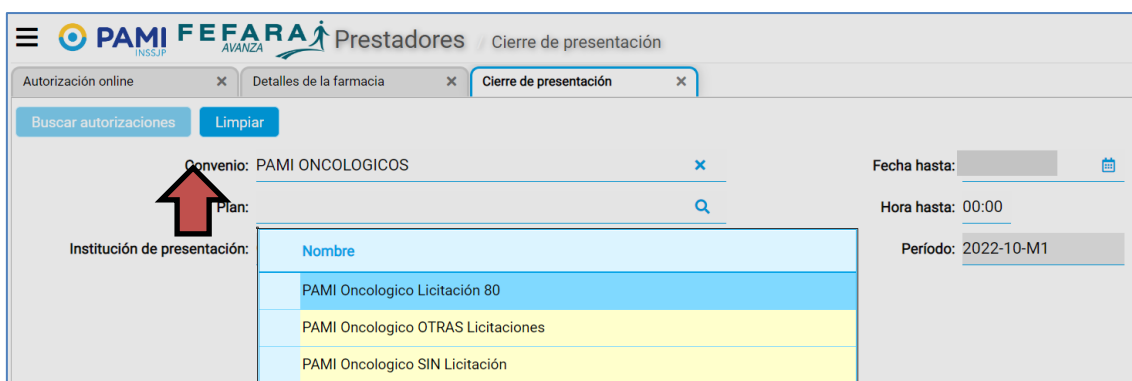 PAMI INSSJP FEFARA AVANZA Prestadores / Cierre de presentación
Autorización online Detalles de la farmacia Cierre de presentación
Buscar autorizaciones Limpiar
Convenio: PAMI ONCOLOGICOS Fecha hasta:
Plan: Hora hasta: 00:00
Institución de presentación: Período: 2022-10-M1
Nombre
PAMI Oncologico Licitación 80
PAMI Oncologico OTRAS Licitaciones
PAMI Oncologico SIN Licitación